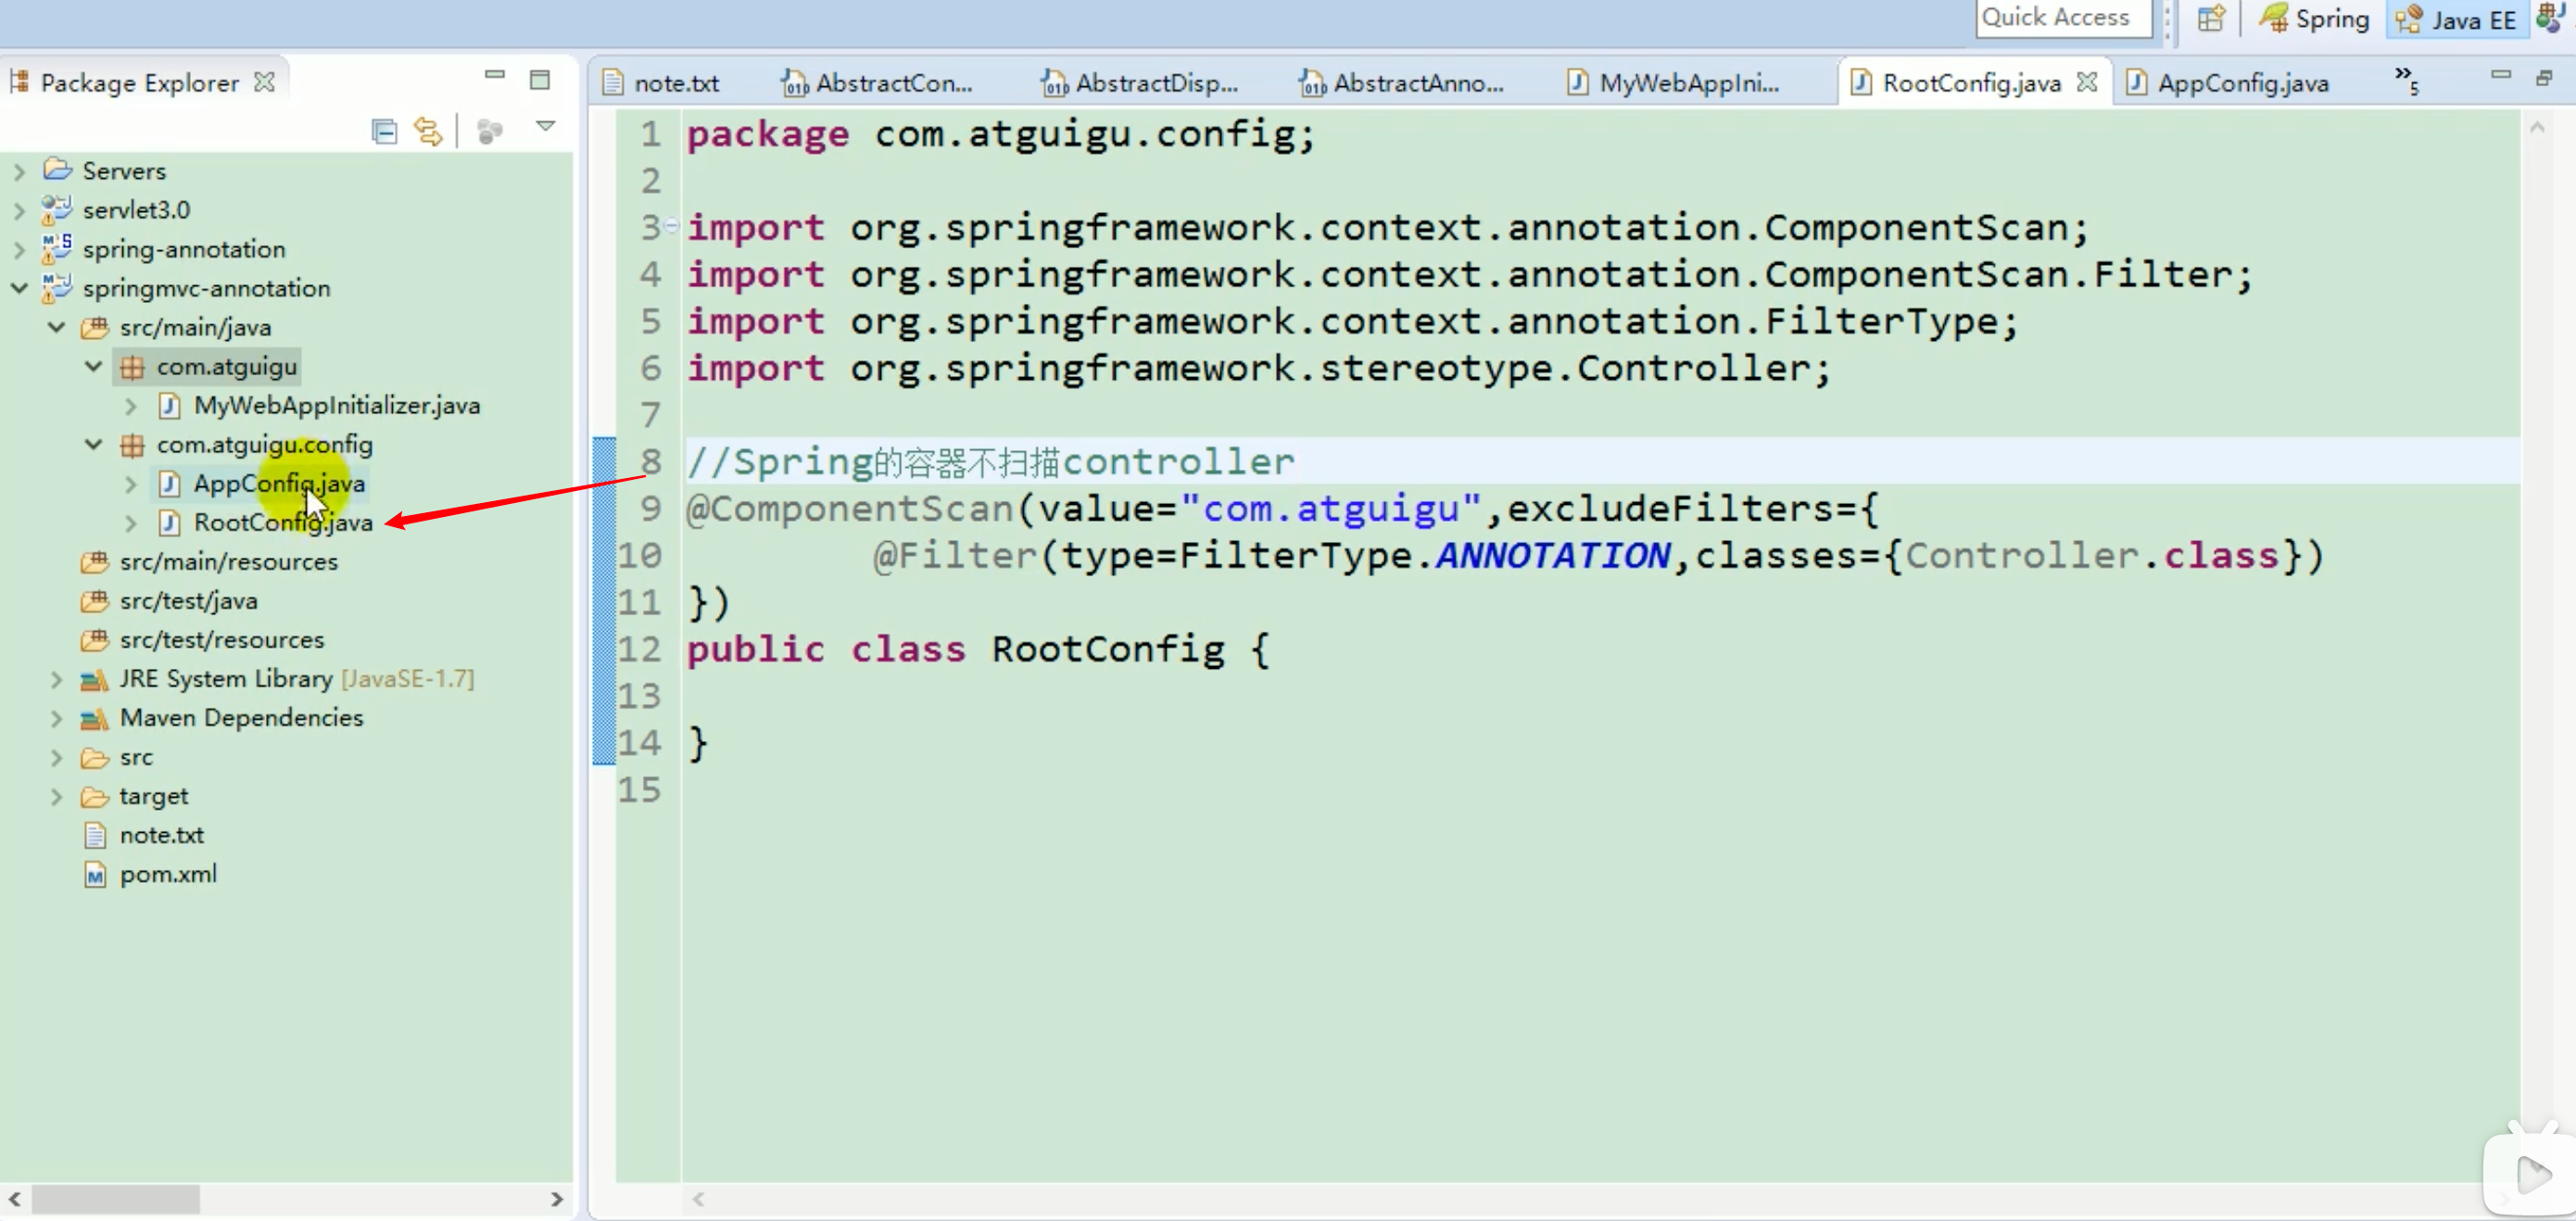 Quick Access
Spring
Java EE
Package Explorer
note.txt
AbstractCon...
AbstractDisp...
AbstractAnno...
MyWebAppIni...
RootConfig.java
AppConfig.java
»5
Servers
servlet3.0
spring-annotation
springmvc-annotation
src/main/java
com.atguigu
MyWebAppInitializer.java
com.atguigu.config
AppConfig.java
RootConfig.java
src/main/resources
src/test/java
src/test/resources
JRE System Library [JavaSE-1.7]
Maven Dependencies
src
target
note.txt
pom.xml
1 package com.atguigu.config;
2
3 import org.springframework.context.annotation.ComponentScan;
4 import org.springframework.context.annotation.ComponentScan.Filter;
5 import org.springframework.context.annotation.FilterType;
6 import org.springframework.stereotype.Controller;
7
8 //Spring的容器不扫描controller
9 @ComponentScan(value="com.atguigu",excludeFilters={
10 @Filter(type=FilterType.ANNOTATION,classes={Controller.class})
11 })
12 public class RootConfig {
13
14 }
15